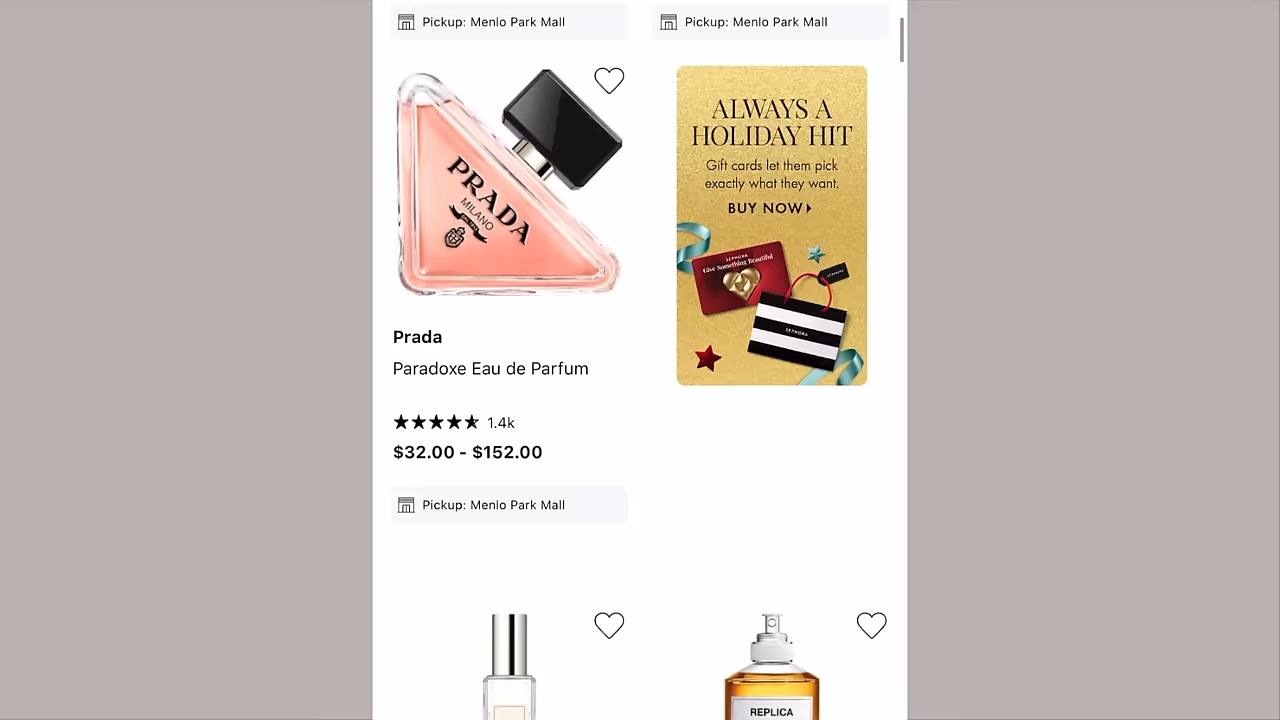 Pickup: Menlo Park Mall
Pickup: Menlo Park Mall
PRADA
MILANO
Prada
Paradoxe Eau de Parfum
1.4k
$32.00 - $152.00
Pickup: Menlo Park Mall
ALWAYS A
HOLIDAY HIT
Gift cards let them pick
exactly what they want.
BUY NOW
SEPHORA
Give Something Beautiful
SEPHORA
SEPHORA
REPLICA